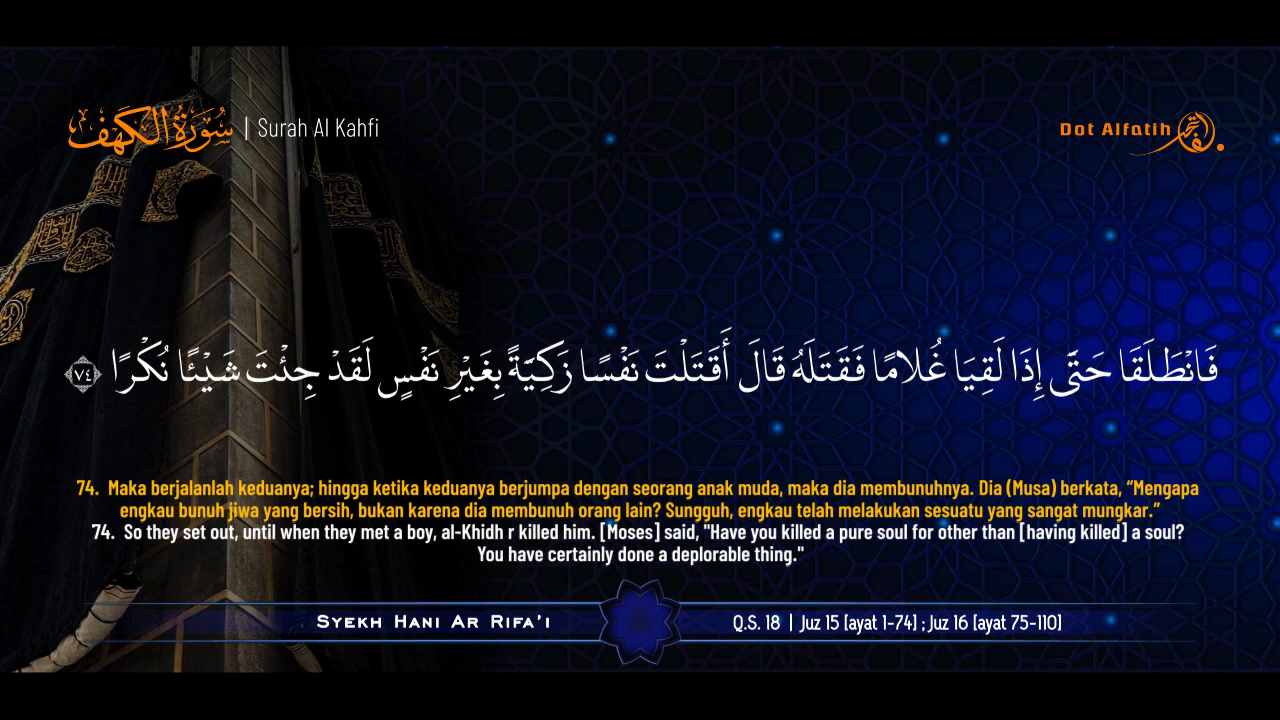 سُورَةُ الكَهْف | Surah Al Kahfi
Dot Alfatih
فَانْطَلَقَا حَتَّى إِذَا لَقِيَا غُلَامًا فَقَتَلَهُ قَالَ أَقَتَلْتَ نَفْسًا زَكِيَّةً بِغَيْرِ نَفْسٍ لَقَدْ جِئْتَ شَيْئًا نُكْرًا ٧٤
74. Maka berjalanlah keduanya; hingga ketika keduanya berjumpa dengan seorang anak muda, maka dia membunuhnya. Dia (Musa) berkata, “Mengapa
engkau bunuh jiwa yang bersih, bukan karena dia membunuh orang lain? Sungguh, engkau telah melakukan sesuatu yang sangat mungkar.”
74. So they set out, until when they met a boy, al-Khidh r killed him. [Moses] said, "Have you killed a pure soul for other than [having killed] a soul?
You have certainly done a deplorable thing."
Syekh Hani Ar Rifa'i
Q.S. 18 | Juz 15 [ayat 1-74] ; Juz 16 [ayat 75-110]